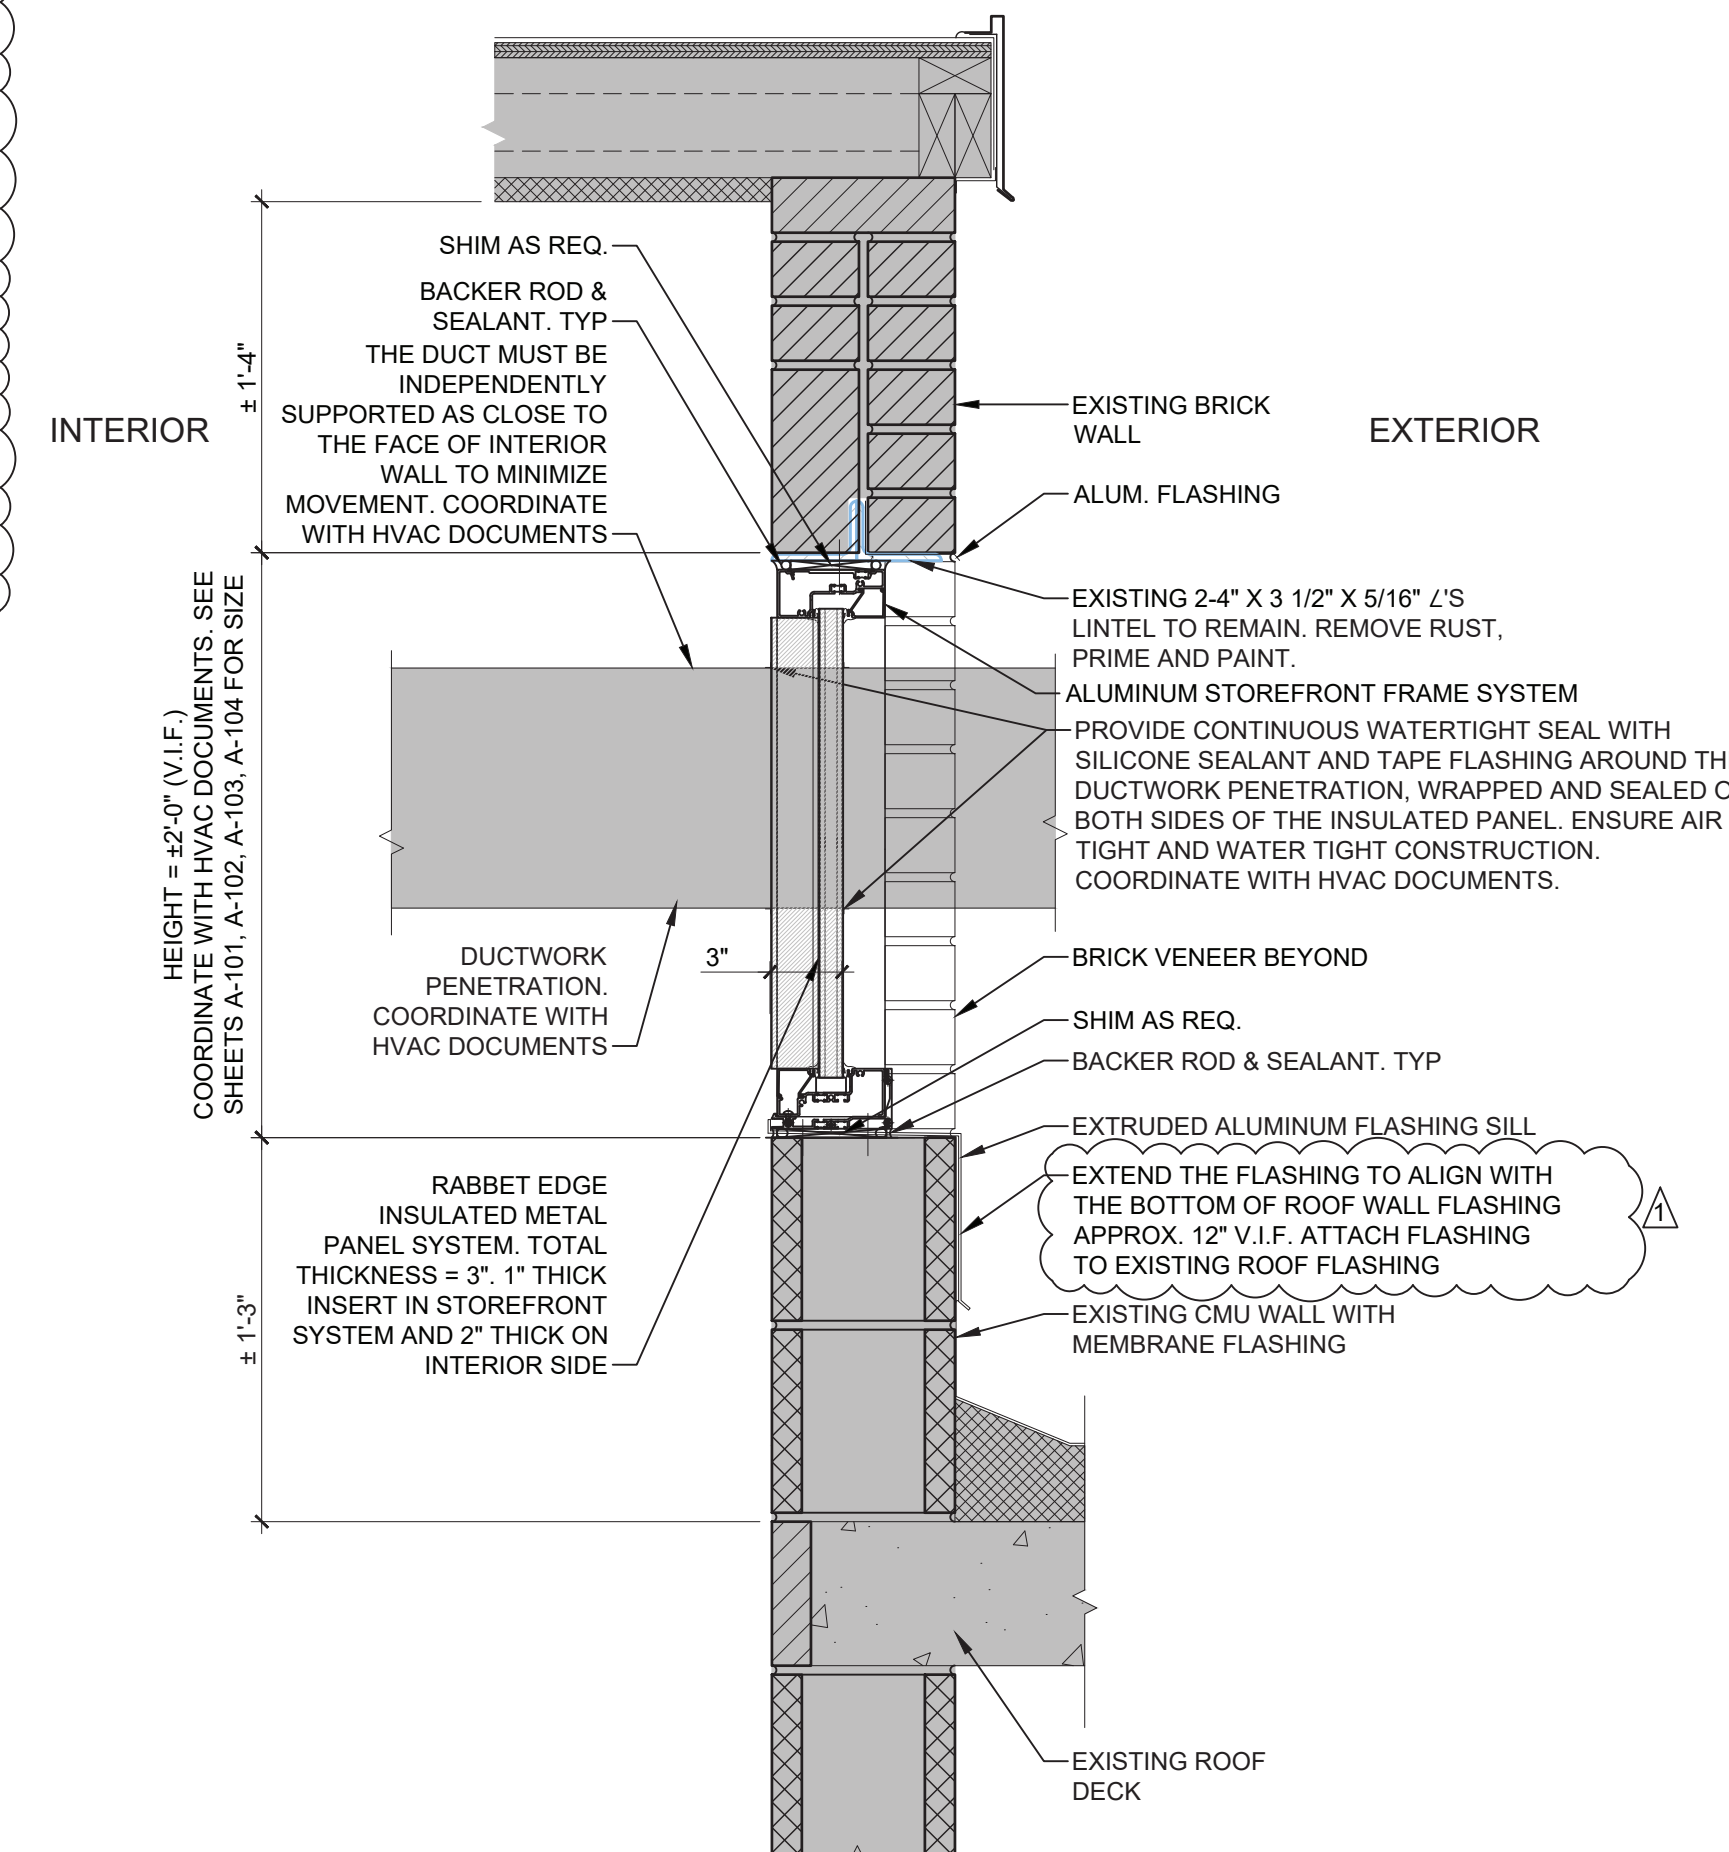 SHIM AS REQ.
BACKER ROD &
SEALANT. TYP
THE DUCT MUST BE
INDEPENDENTLY
SUPPORTED AS CLOSE TO
THE FACE OF INTERIOR
WALL TO MINIMIZE
MOVEMENT. COORDINATE
WITH HVAC DOCUMENTS
± 1'-4"
INTERIOR
EXISTING BRICK
WALL
EXTERIOR
ALUM. FLASHING
EXISTING 2-4" X 3 1/2" X 5/16" ∠'S
LINTEL TO REMAIN. REMOVE RUST,
PRIME AND PAINT.
ALUMINUM STOREFRONT FRAME SYSTEM
PROVIDE CONTINUOUS WATERTIGHT SEAL WITH
SILICONE SEALANT AND TAPE FLASHING AROUND TH
DUCTWORK PENETRATION, WRAPPED AND SEALED
BOTH SIDES OF THE INSULATED PANEL. ENSURE AIR
TIGHT AND WATER TIGHT CONSTRUCTION.
COORDINATE WITH HVAC DOCUMENTS.
HEIGHT = ±2'-0" (V.I.F.)
COORDINATE WITH HVAC DOCUMENTS. SEE
SHEETS A-101, A-102, A-103, A-104 FOR SIZE
DUCTWORK
PENETRATION.
COORDINATE WITH
HVAC DOCUMENTS
3"
BRICK VENEER BEYOND
SHIM AS REQ.
BACKER ROD & SEALANT. TYP
EXTRUDED ALUMINUM FLASHING SILL
EXTEND THE FLASHING TO ALIGN WITH
THE BOTTOM OF ROOF WALL FLASHING
APPROX. 12" V.I.F. ATTACH FLASHING
TO EXISTING ROOF FLASHING
1
RABBET EDGE
INSULATED METAL
PANEL SYSTEM. TOTAL
THICKNESS = 3". 1" THICK
INSERT IN STOREFRONT
SYSTEM AND 2" THICK ON
INTERIOR SIDE
± 1'-3"
EXISTING CMU WALL WITH
MEMBRANE FLASHING
EXISTING ROOF
DECK